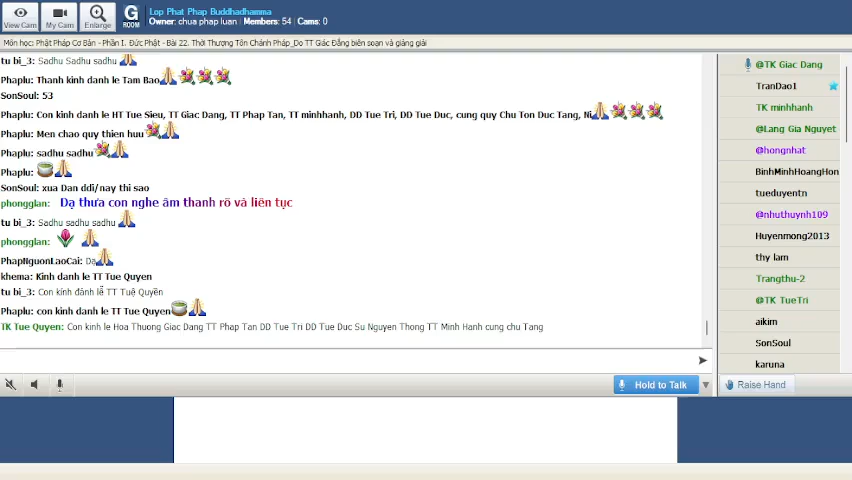 Lop Phat Phap Buddhadhamma
Owner: chua phap luan Members: 54 Cams: 0
View Cam My Cam Enlarge G ROOM
Môn học: Phật Pháp Cơ Bản - Phần I. Đức Phật - Bài 22. Thời Thượng Tôn Chánh Pháp_Do TT Giác Đẳng biên soạn và giảng giải
tu bi_3: Sadhu Sadhu sadhu
Phaplu: Thanh kinh danh le Tam Bao
SonSoul: 53
Phaplu: Con kinh danh le HT Tue Sieu, TT Giac Dang, TT Phap Tan, TT minhhanh, DD Tue Tri, DD Tue Duc, cung quy Chu Ton Duc Tang, Ni
Phaplu: Men chao quy thien huu
Phaplu: sadhu sadhu
Phaplu:
SonSoul: xua Dan ddi/nay thi sao
phongglan: Dạ thưa con nghe âm thanh rõ và liên tục
tu bi_3: Sadhu sadhu sadhu
phongglan:
PhapNguonLaoCai: Dạ
khema: Kinh danh le TT Tue Quyen
tu bi_3: Con kính đảnh lễ TT Tuệ Quyền
Phaplu: con kinh danh le TT Tue Quyen
TK Tue Quyen: Con kinh le Hoa Thuong Giac Dang TT Phap Tan DD Tue Tri DD Tue Duc Su Nguyen Thong TT Minh Hanh cung chu Tang
Hold to Talk
@TK Giac Dang
TranDao1
TK minhhanh
@Lang Gia Nguyet
@hongnhat
BinhMinhHoangHon
tueduyentn
@nhuthuynh109
Huyenmong2013
thy lam
Trangthu-2
@TK TueTri
aikim
SonSoul
karuna
Raise Hand